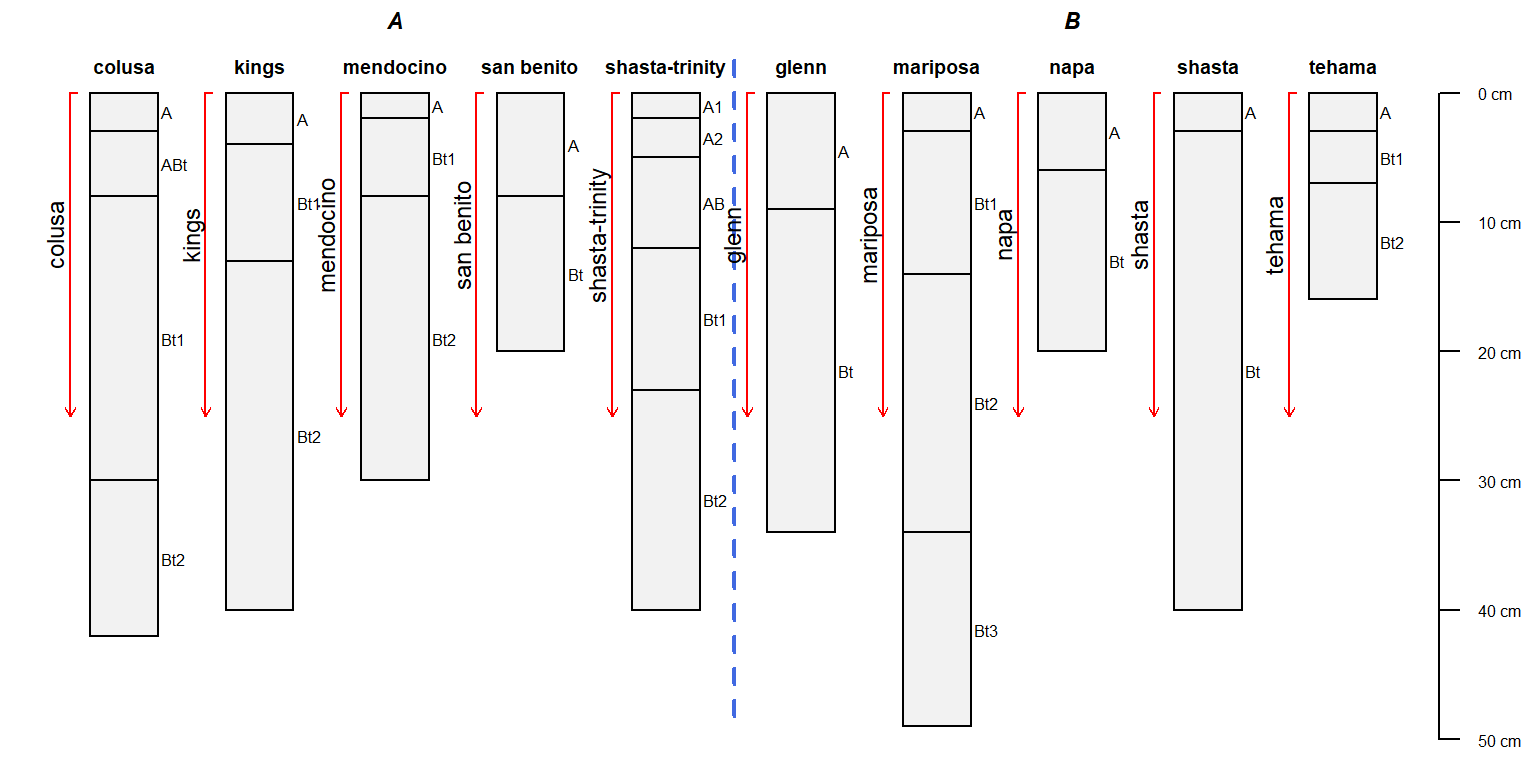 A B
colusa kings mendocino san benito shasta-trinity glenn mariposa napa shasta tehama
colusa
A
ABt
Bt1
Bt2
kings
A
Bt1
Bt2
mendocino
A
Bt1
Bt2
san benito
A
Bt
shasta-trinity
A1
A2
AB
Bt1
Bt2
glenn
A
Bt
mariposa
A
Bt1
Bt2
Bt3
napa
A
Bt
shasta
A
Bt
tehama
A
Bt1
Bt2
0 cm
10 cm
20 cm
30 cm
40 cm
50 cm